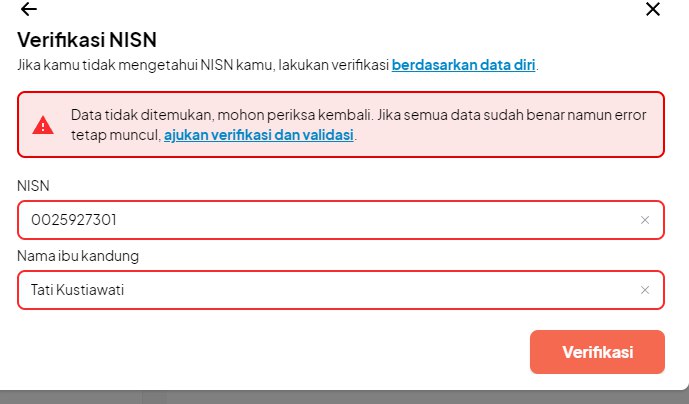 Verifikasi NISN
Jika kamu tidak mengetahui NISN kamu, lakukan verifikasi berdasarkan data diri.
Data tidak ditemukan, mohon periksa kembali. Jika semua data sudah benar namun error
tetap muncul, ajukan verifikasi dan validasi.
NISN
0025927301
Nama ibu kandung
Tati Kustiawati
Verifikasi